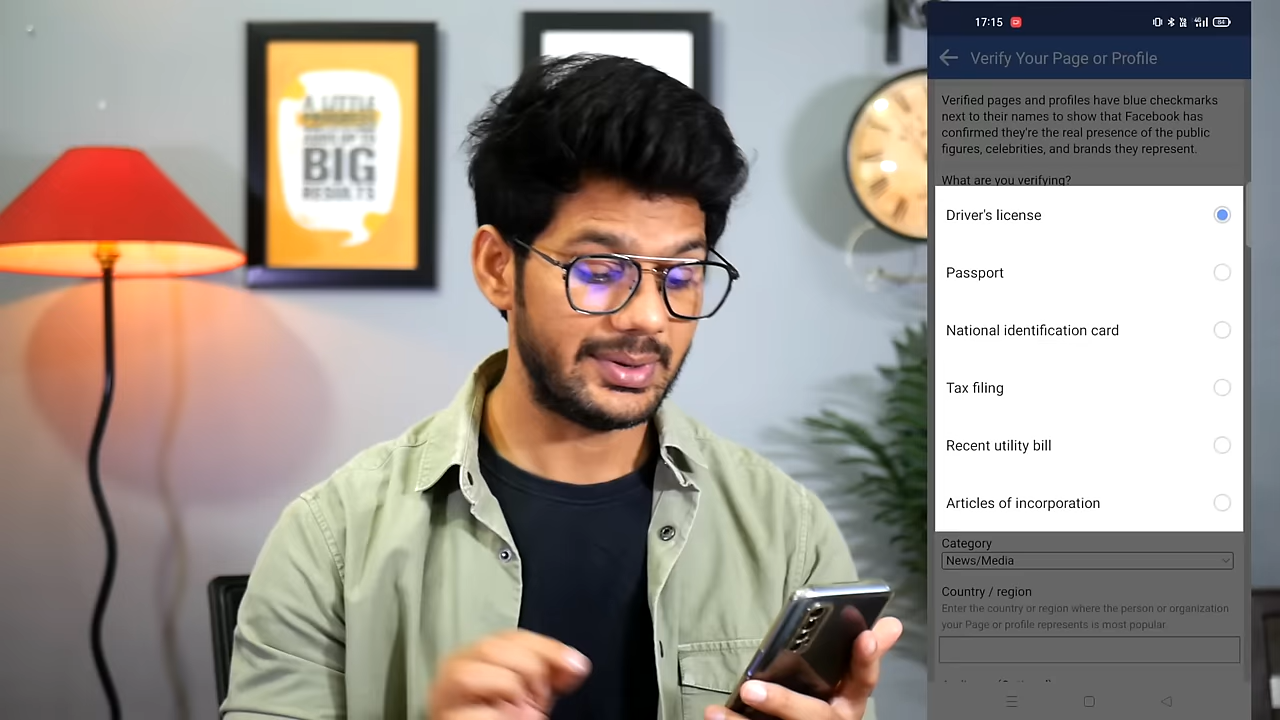 A LITTLE
PROGRESS
BIG
RESULTS
17:15
84
Verify Your Page or Profile
Verified pages and profiles have blue checkmarks
next to their names to show that Facebook has
confirmed they're the real presence of the public
figures, celebrities, and brands they represent.
What are you verifying?
Driver's license
Passport
National identification card
Tax filing
Recent utility bill
Articles of incorporation
Category
News/Media
Country / region
Enter the country or region where the person or organization
your Page or profile represents is most popular